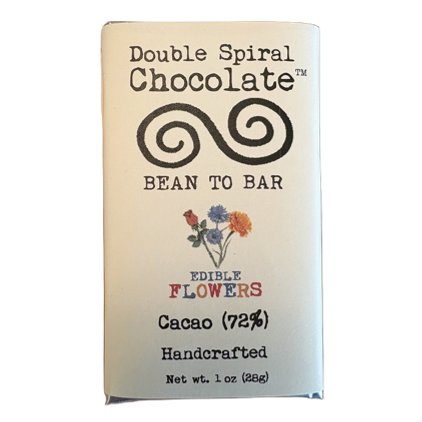 Double Spiral
Chocolate™
BEAN TO BAR
EDIBLE
FLOWERS
Cacao (72%)
Handcrafted
Net wt. 1 oz (28g)